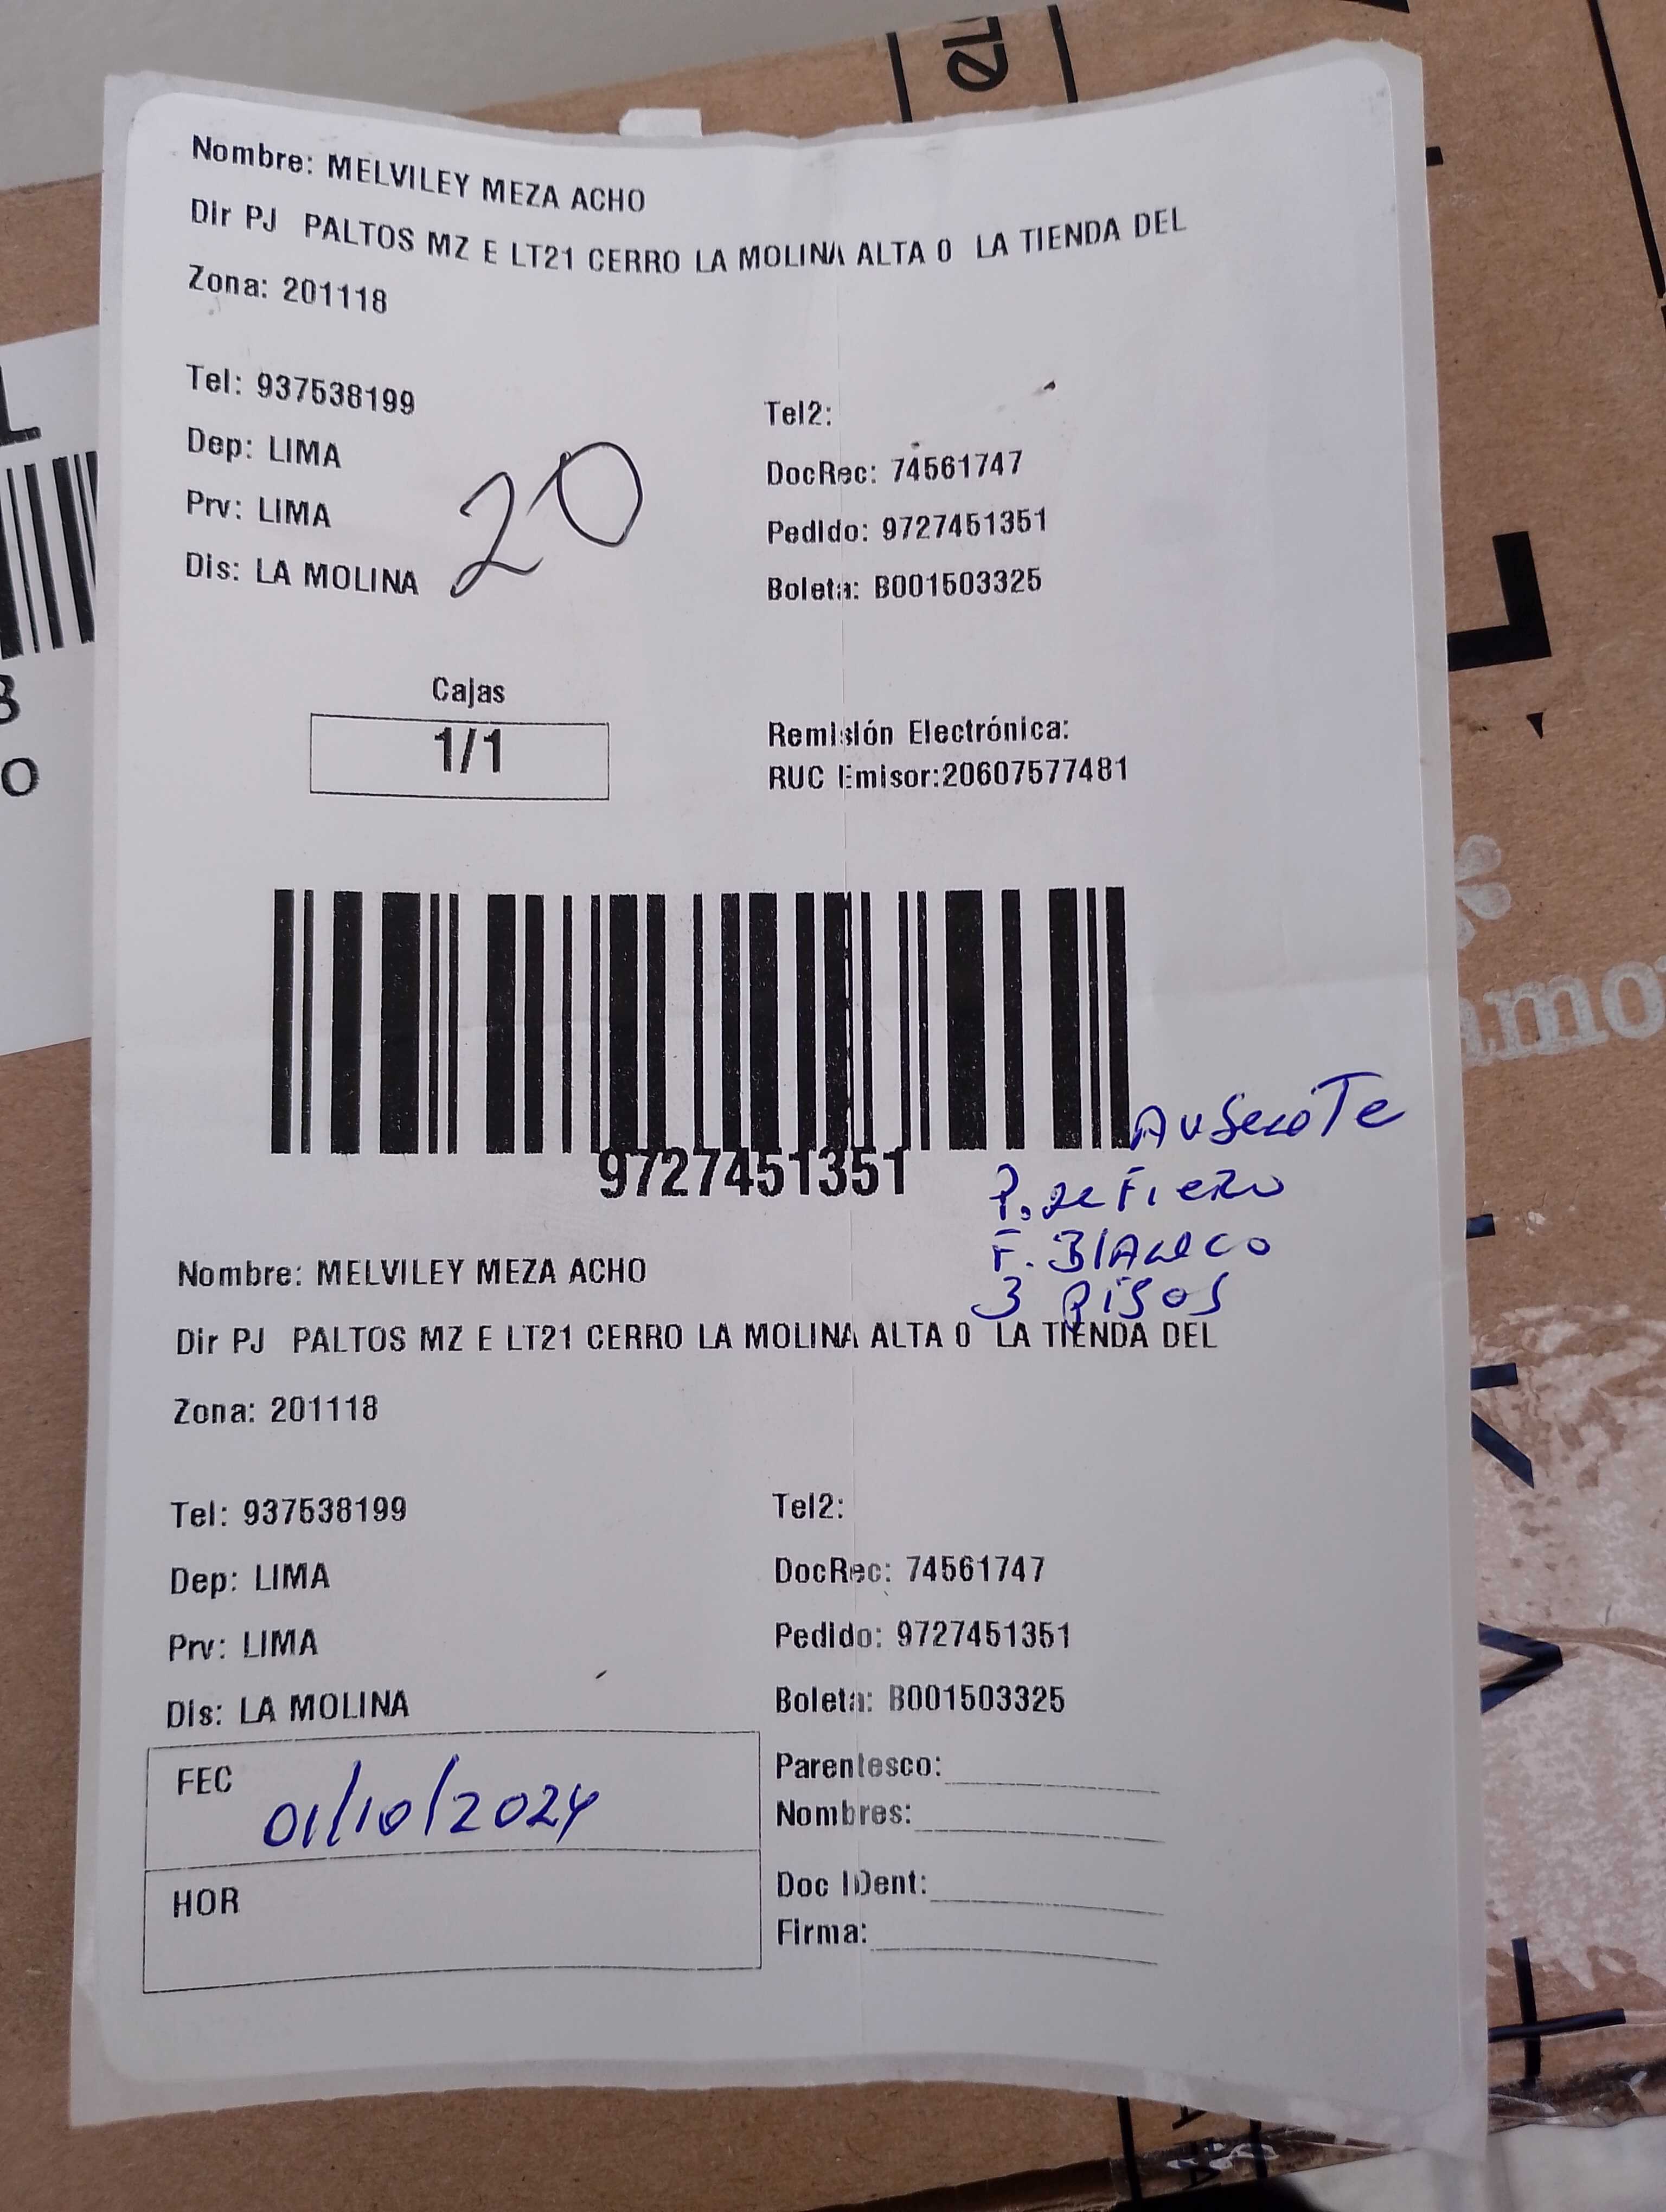 Nombre: MELVILEY MEZA ACHO
Dir PJ PALTOS MZ E LT21 CERRO LA MOLINA ALTA 0 LA TIENDA DEL
Zona: 201118
Tel: 937538199
Tel2:
Dep: LIMA
DocRec: 74561747
Prv: LIMA
Pedido: 9727451351
Dis: LA MOLINA
20
Boleta: B001503325
Cajas
1/1
Remisión Electrónica:
RUC Emisor:20607577481
9727451351
AuSenTe
P. de Fierro
F. BlAnco
3 PiSoS
Nombre: MELVILEY MEZA ACHO
Dir PJ PALTOS MZ E LT21 CERRO LA MOLINA ALTA 0 LA TIENDA DEL
Zona: 201118
Tel: 937538199
Tel2:
Dep: LIMA
DocRec: 74561747
Prv: LIMA
Pedido: 9727451351
Dis: LA MOLINA
Boleta: B001503325
FEC 01/10/2024
Parentesco:
Nombres:
HOR
Doc IDent:
Firma: